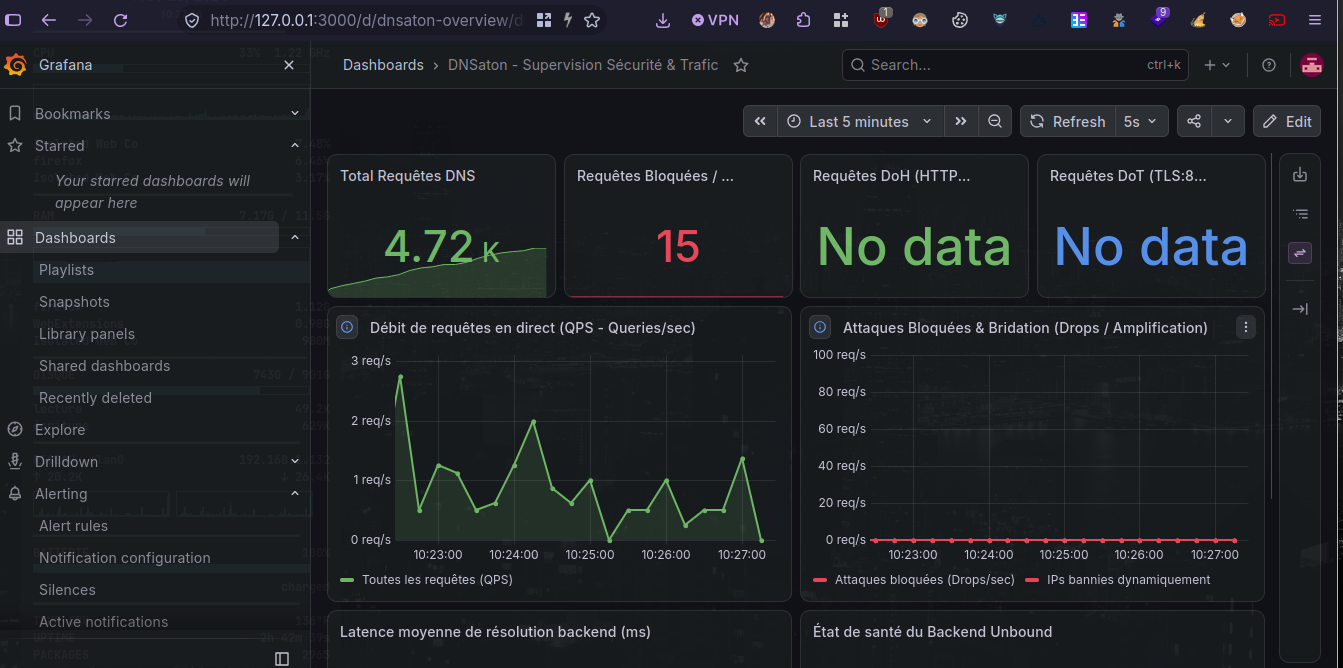 http://127.0.0.1:3000/d/dnsaton-overview/d
VPN
1
9
Grafana
Dashboards › DNSaton - Supervision Sécurité & Trafic
Search...
ctrl+k
Bookmarks
Starred
Your starred dashboards will
appear here
Dashboards
Playlists
Snapshots
Library panels
Shared dashboards
Recently deleted
Explore
Drilldown
Alerting
Alert rules
Notification configuration
Silences
Active notifications
Last 5 minutes
Refresh
5s
Edit
Total Requêtes DNS
4.72 K
Requêtes Bloquées / ...
15
Requêtes DoH (HTTP...
No data
Requêtes DoT (TLS:8...
No data
Débit de requêtes en direct (QPS - Queries/sec)
3 req/s
2 req/s
1 req/s
0 req/s
10:23:00 10:24:00 10:25:00 10:26:00 10:27:00
Toutes les requêtes (QPS)
Attaques Bloquées & Bridation (Drops / Amplification)
100 req/s
80 req/s
60 req/s
40 req/s
20 req/s
0 req/s
10:23:00 10:24:00 10:25:00 10:26:00 10:27:00
Attaques bloquées (Drops/sec) IPs bannies dynamiquement
Latence moyenne de résolution backend (ms)
État de santé du Backend Unbound